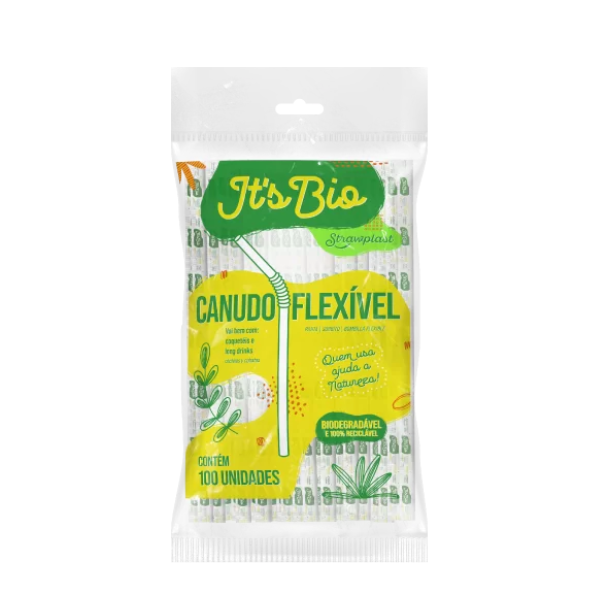 It's Bio
Strawplast
CANUDO FLEXÍVEL
Vai bem com:
coquetéis e
long drinks
Quem usa
ajuda a
Natureza!
BIODEGRADÁVEL
E 100% RECICLÁVEL
CONTÉM
100 UNIDADES